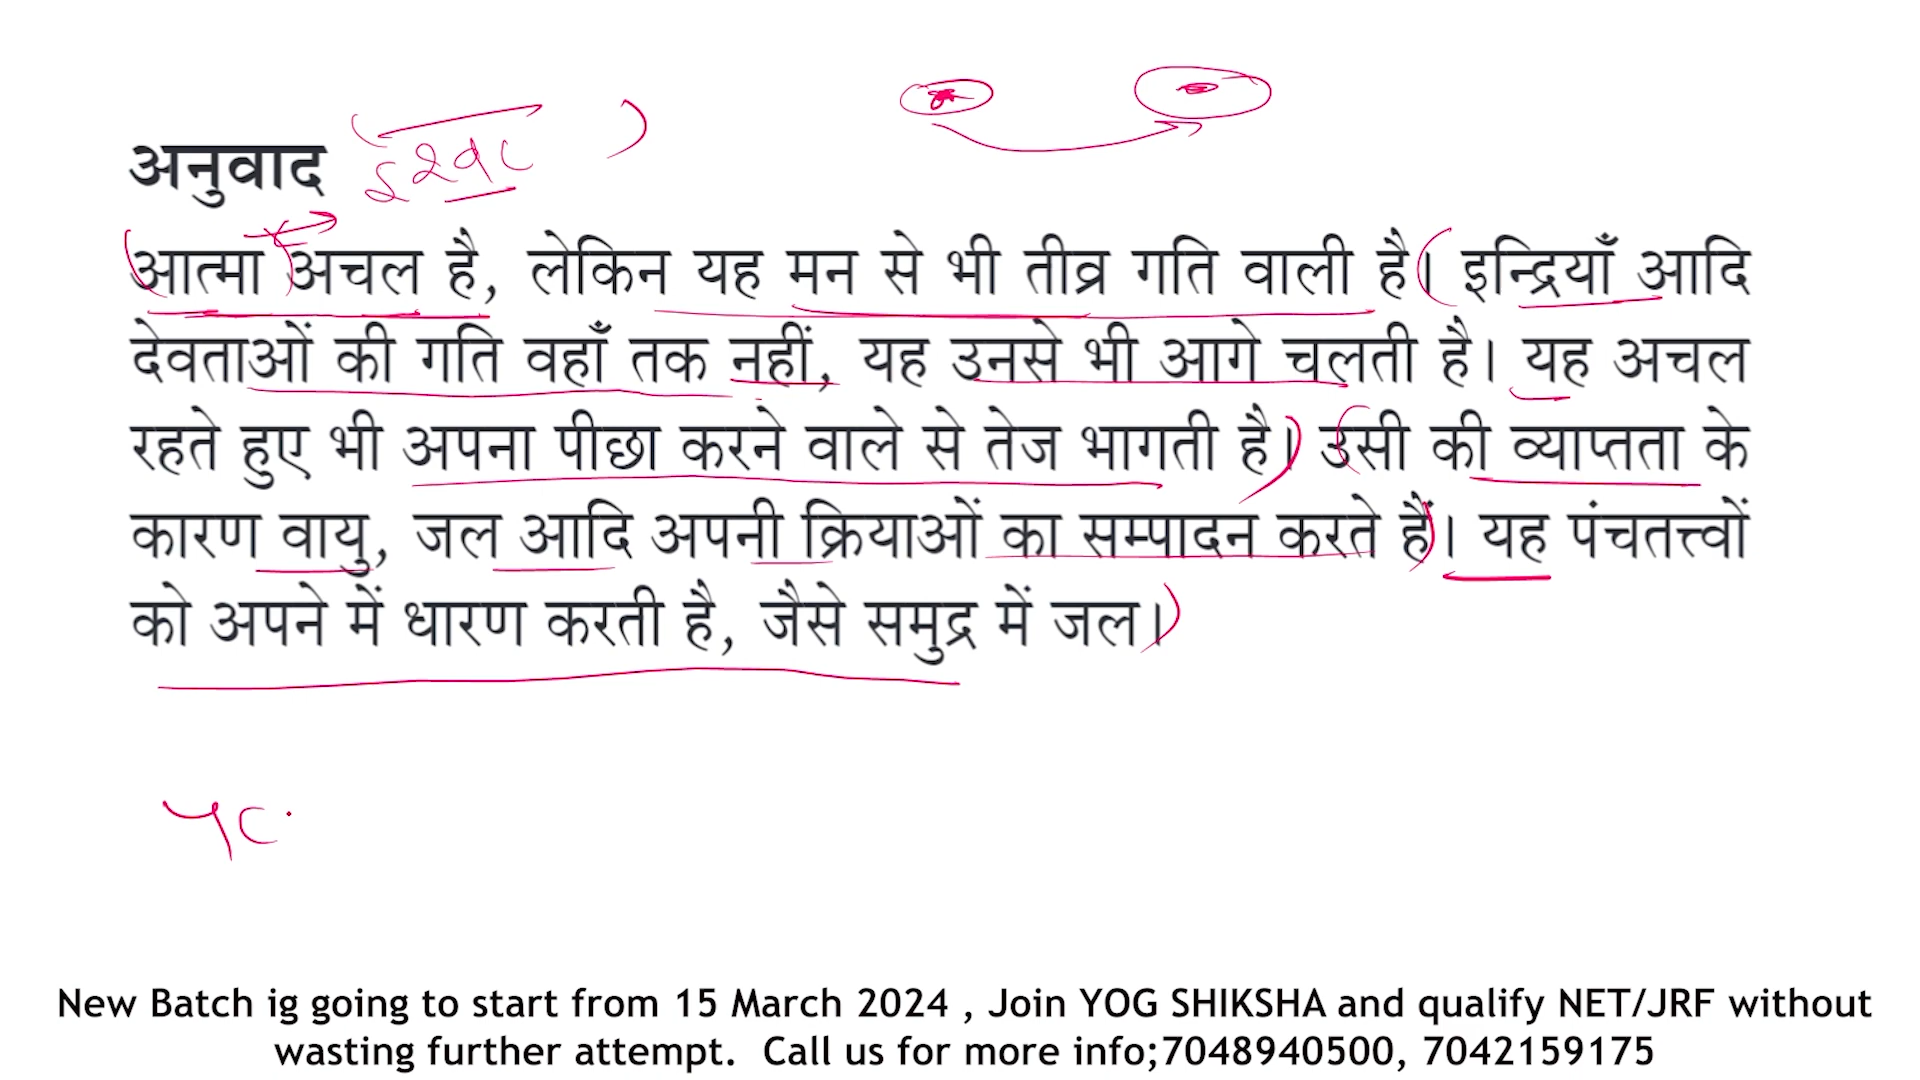 अनुवाद
आत्मा अचल है, लेकिन यह मन से भी तीव्र गति वाली है। इन्द्रियाँ आदि
देवताओं की गति वहाँ तक नहीं, यह उनसे भी आगे चलती है। यह अचल
रहते हुए भी अपना पीछा करने वाले से तेज भागती है। उसी की व्याप्तता के
कारण वायु, जल आदि अपनी क्रियाओं का सम्पादन करते हैं। यह पंचतत्त्वों
को अपने में धारण करती है, जैसे समुद्र में जल।
New Batch ig going to start from 15 March 2024 , Join YOG SHIKSHA and qualify NET/JRF without
wasting further attempt.  Call us for more info;7048940500, 7042159175